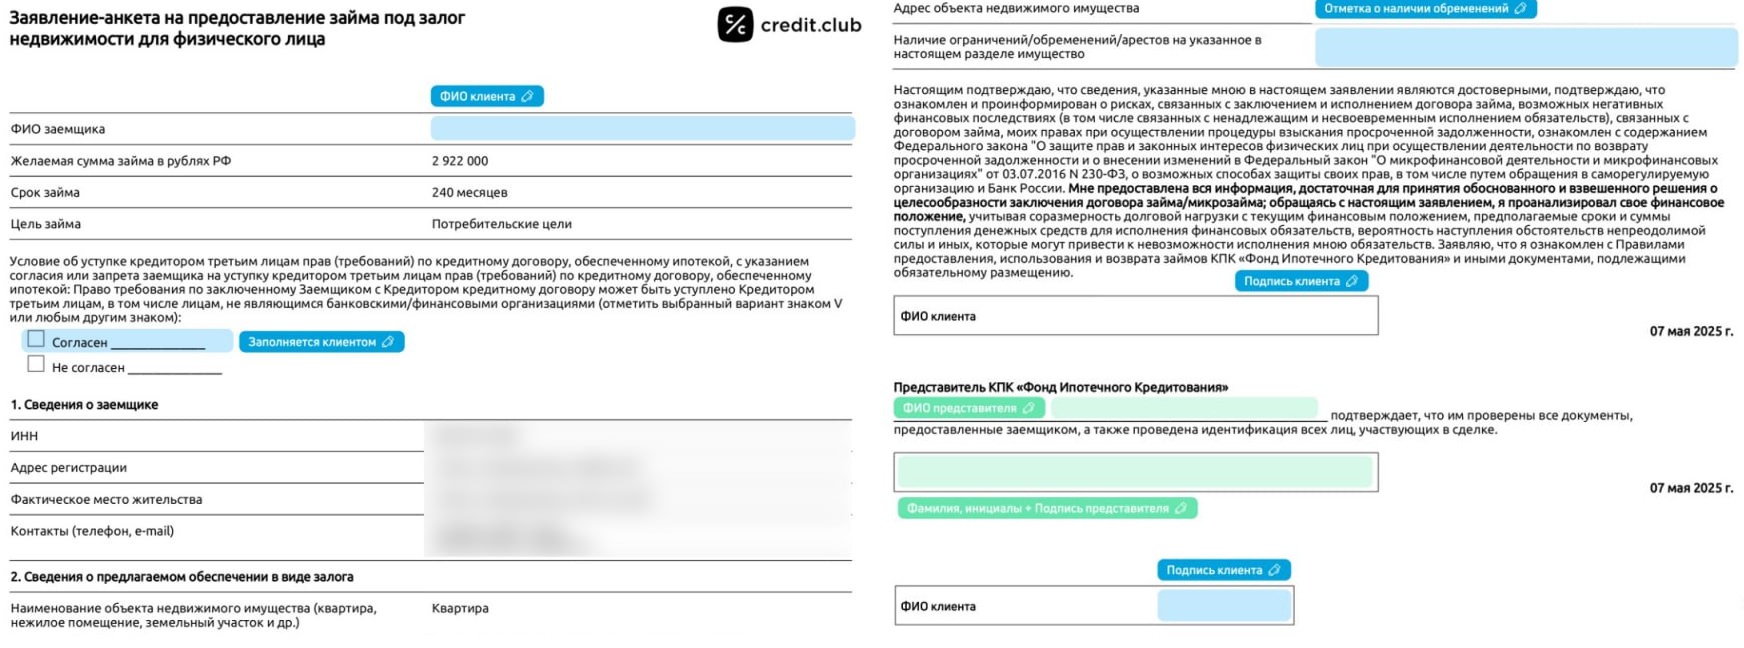 Заявление-анкета на предоставление займа под залог
недвижимости для физического лица
c/c credit.club
ФИО клиента
ФИО заемщика
Желаемая сумма займа в рублях РФ 2 922 000
Срок займа 240 месяцев
Цель займа Потребительские цели
Условие об уступке кредитором третьим лицам прав (требований) по кредитному договору, обеспеченному ипотекой, с указанием
согласия или запрета заемщика на уступку кредитором третьим лицам прав (требований) по кредитному договору, обеспеченному
ипотекой: Право требования по заключенному Заемщиком с Кредитором кредитному договору может быть уступлено Кредитором
третьим лицам, в том числе лицам, не являющимся банковскими/финансовыми организациями (отметить выбранный вариант знаком V
или любым другим знаком):
Согласен _______________ Заполняется клиентом
Не согласен _______________
1. Сведения о заемщике
ИНН
Адрес регистрации
Фактическое место жительства
Контакты (телефон, e-mail)
2. Сведения о предлагаемом обеспечении в виде залога
Наименование объекта недвижимого имущества (квартира, Квартира
нежилое помещение, земельный участок и др.)
Адрес объекта недвижимого имущества Отметка о наличии обременений
Наличие ограничений/обременений/арестов на указанное в
настоящем разделе имущество
Настоящим подтверждаю, что сведения, указанные мною в настоящем заявлении являются достоверными, подтверждаю, что
ознакомлен и проинформирован о рисках, связанных с заключением и исполнением договора займа, возможных негативных
финансовых последствиях (в том числе связанных с ненадлежащим и несвоевременным исполнением обязательств), связанных с
договором займа, моих правах при осуществлении процедуры взыскания просроченной задолженности, ознакомлен с содержанием
Федерального закона "О защите прав и законных интересов физических лиц при осуществлении деятельности по возврату
просроченной задолженности и о внесении изменений в Федеральный закон "О микрофинансовой деятельности и микрофинансовых
организациях" от 03.07.2016 N 230-ФЗ, о возможных способах защиты своих прав, в том числе путем обращения в саморегулируемую
организацию и Банк России. Мне предоставлена вся информация, достаточная для принятия обоснованного и взвешенного решения о
целесообразности заключения договора займа/микрозайма; обращаясь с настоящим заявлением, я проанализировал свое финансовое
положение, учитывая соразмерность долговой нагрузки с текущим финансовым положением, предполагаемые сроки и суммы
поступления денежных средств для исполнения финансовых обязательств, вероятность наступления обстоятельств непреодолимой
силы и иных, которые могут привести к невозможности исполнения мною обязательств. Заявляю, что я ознакомлен с Правилами
предоставления, использования и возврата займов КПК «Фонд Ипотечного Кредитования» и иными документами, подлежащими
обязательному размещению.
Подпись клиента
ФИО клиента
07 мая 2025 г.
Представитель КПК «Фонд Ипотечного Кредитования»
ФИО представителя подтверждает, что им проверены все документы,
предоставленные заемщиком, а также проведена идентификация всех лиц, участвующих в сделке.
07 мая 2025 г.
Фамилия, инициалы + Подпись представителя
Подпись клиента
ФИО клиента